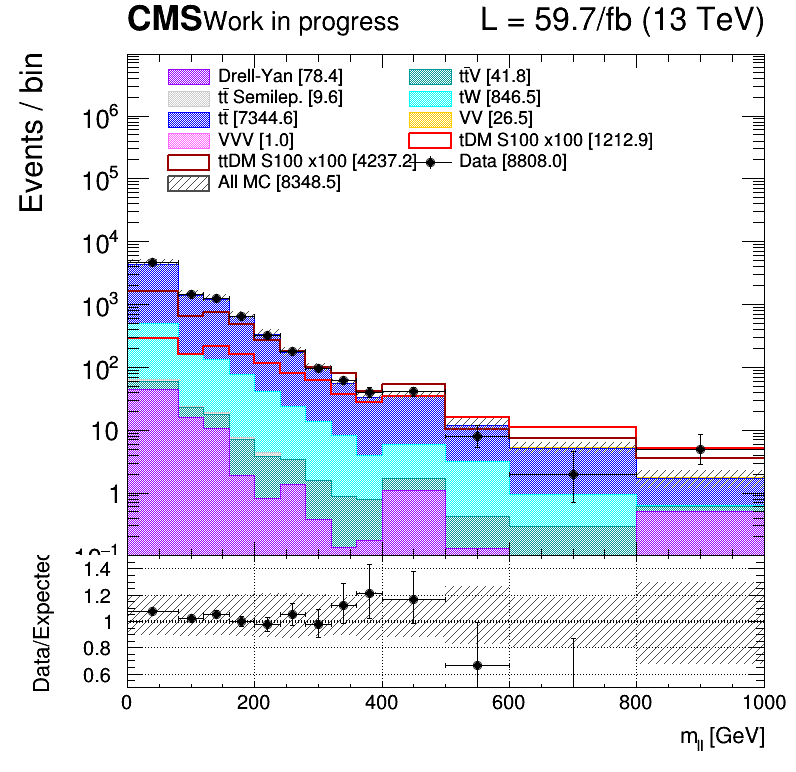 CMS Work in progress L = 59.7/fb (13 TeV)
Events / bin
Drell-Yan [78.4] tt̄V [41.8]
tt̄ Semilep. [9.6] tW [846.5]
tt̄ [7344.6] VV [26.5]
VVV [1.0] tDM S100 x100 [1212.9]
ttDM S100 x100 [4237.2] Data [8808.0]
All MC [8348.5]
10⁶
10⁵
10⁴
10³
10²
10
1
10⁻¹
Data/Expected
1.4
1.2
1
0.8
0.6
0 200 400 600 800 1000
m_ll [GeV]